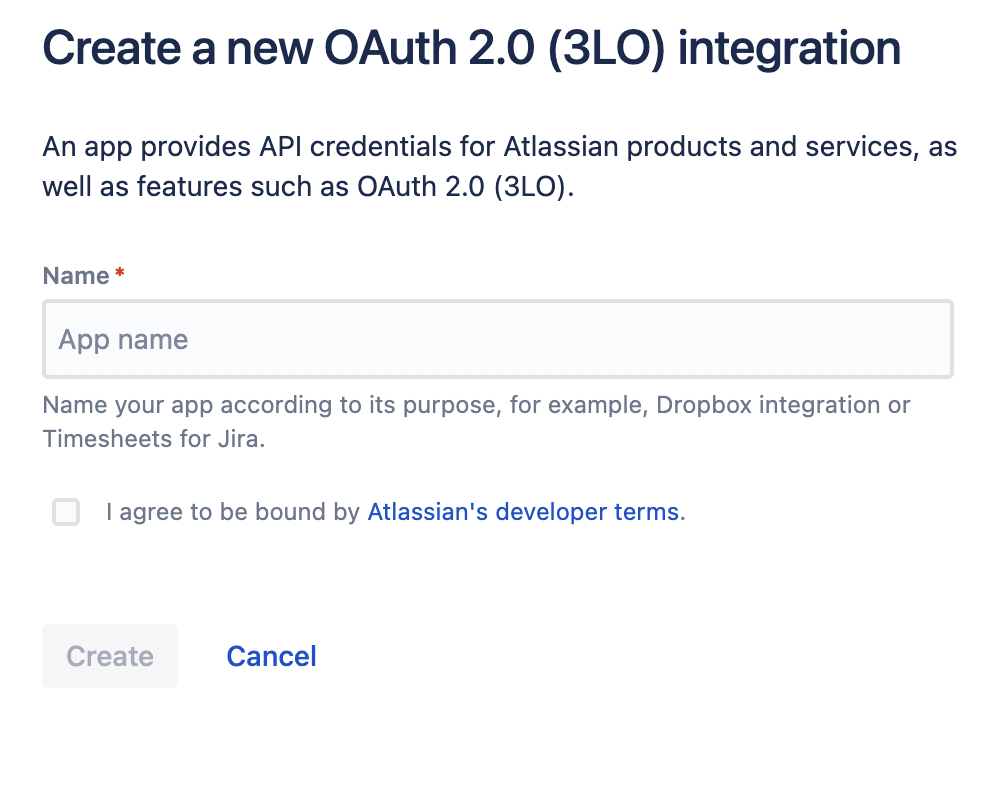 Create a new OAuth 2.0 (3LO) integration
An app provides API credentials for Atlassian products and services, as
well as features such as OAuth 2.0 (3LO).
Name *
App name
Name your app according to its purpose, for example, Dropbox integration or
Timesheets for Jira.
I agree to be bound by Atlassian's developer terms.
Create Cancel